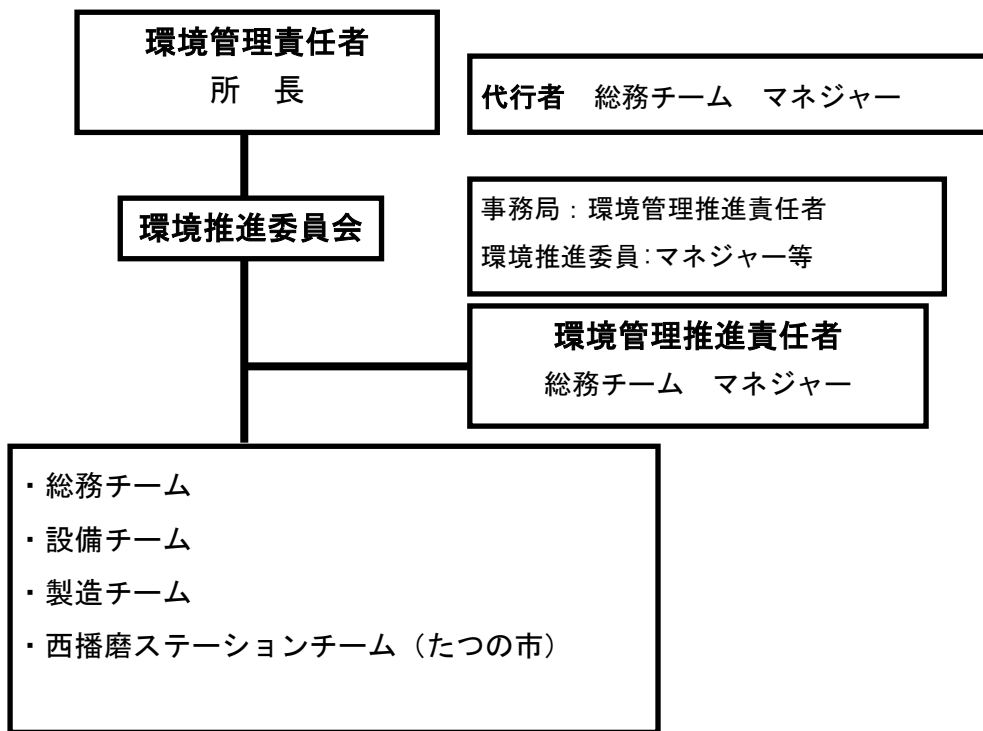 環境管理責任者
所　長
代行者　総務チーム　マネジャー
環境推進委員会
事務局：環境管理推進責任者
環境推進委員：マネジャー等
環境管理推進責任者
総務チーム　マネジャー
・総務チーム
・設備チーム
・製造チーム
・西播磨ステーションチーム（たつの市）